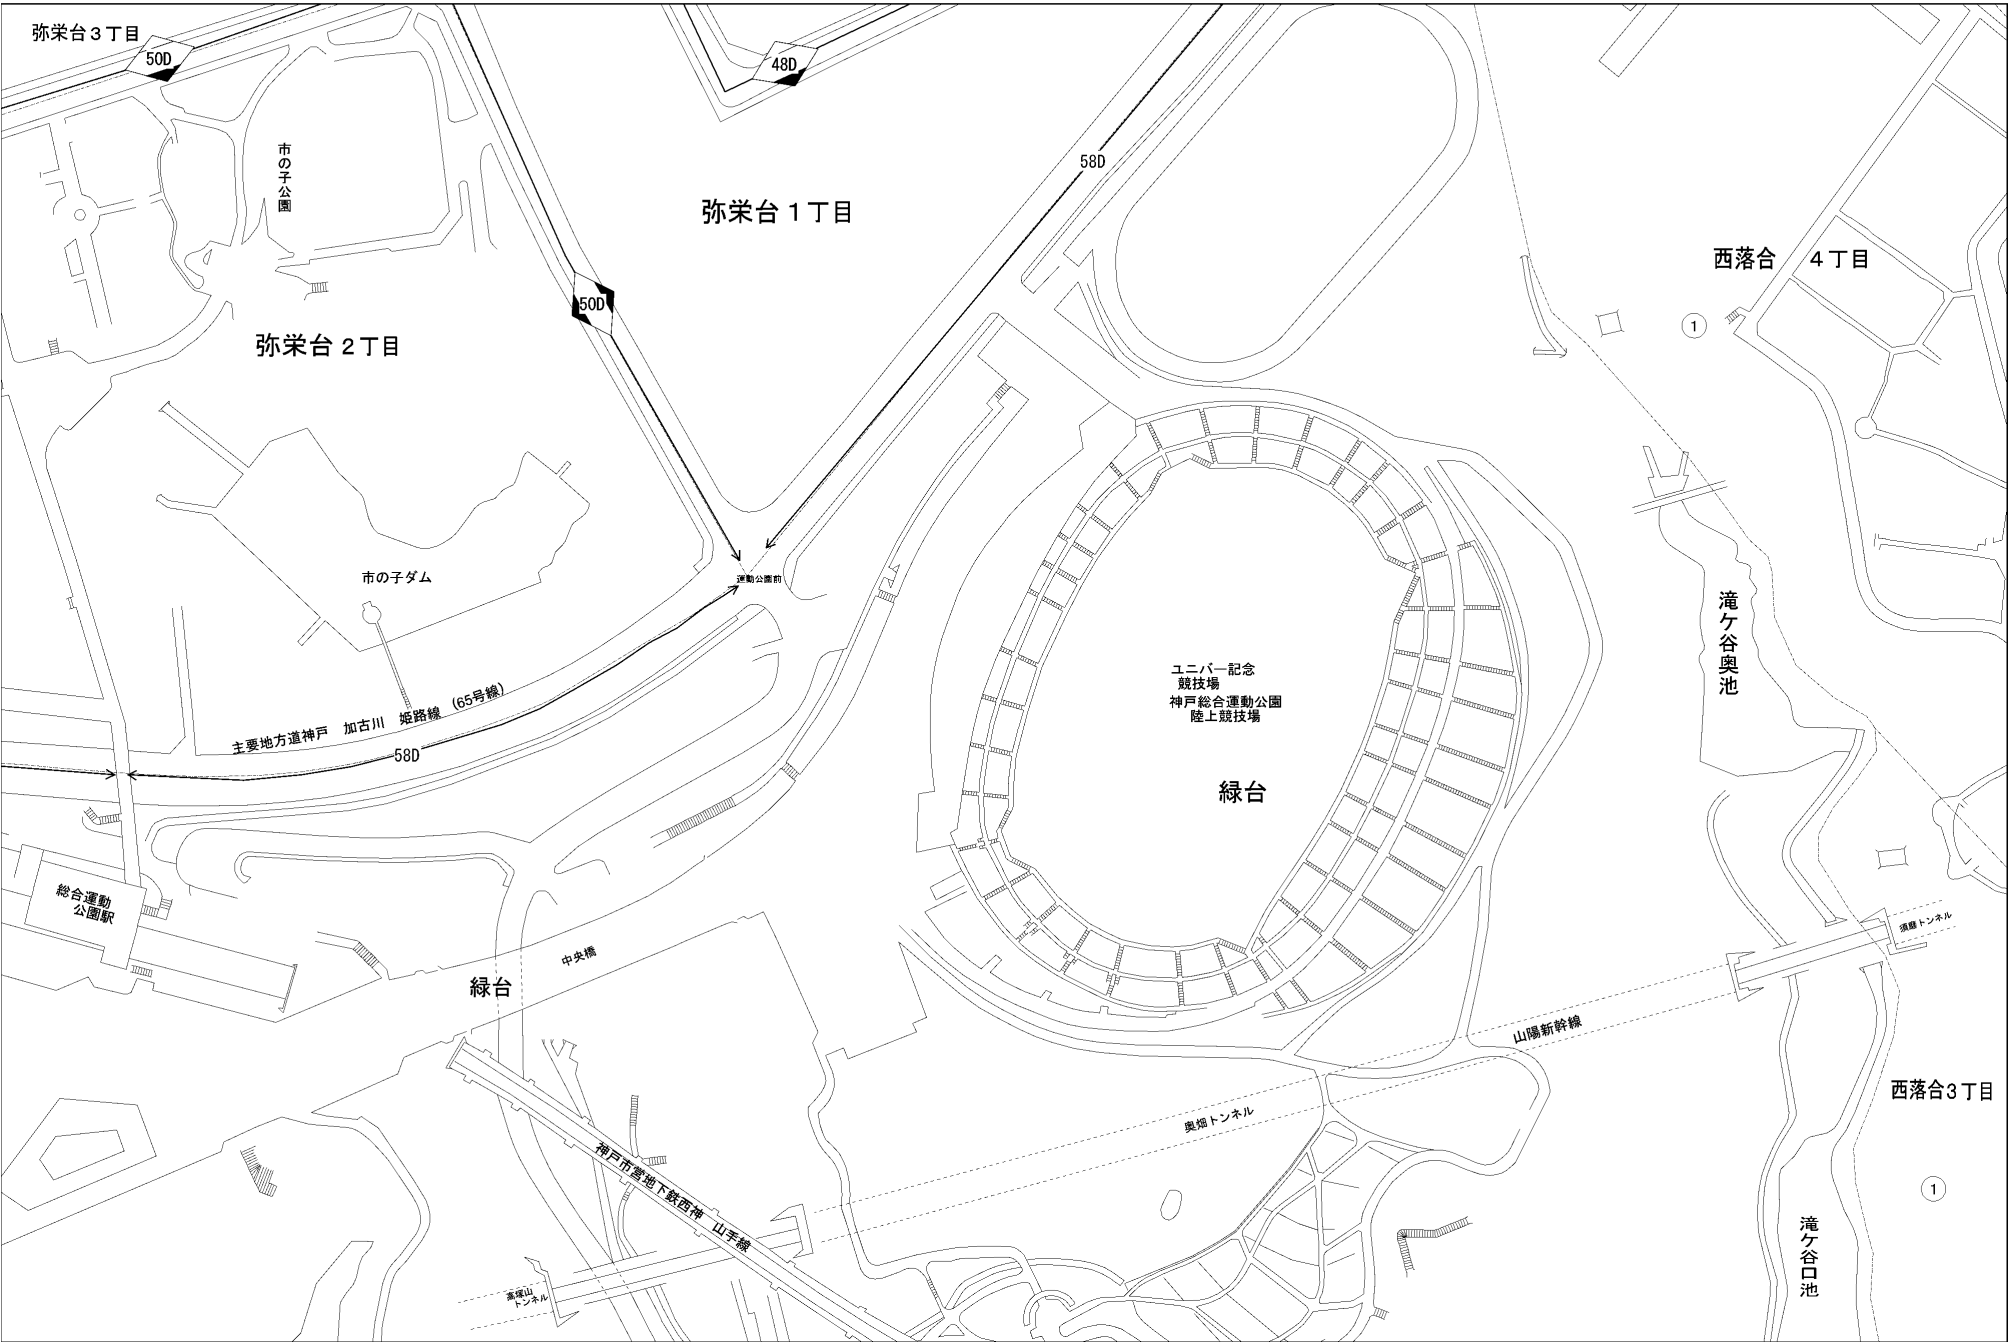 弥栄台3丁目
50D
48D
58D
市の子公園
弥栄台1丁目
西落合 4丁目
50D
1
弥栄台2丁目
市の子ダム
運動公園前
滝ケ谷奥池
ユニバー記念
競技場
神戸総合運動公園
陸上競技場
主要地方道神戸 加古川 姫路線 (65号線)
58D
緑台
総合運動
公園駅
須磨トンネル
中央橋
緑台
山陽新幹線
西落合3丁目
奥畑トンネル
神戸市営地下鉄西神 山手線
1
滝ケ谷口池
高塚山
トンネル